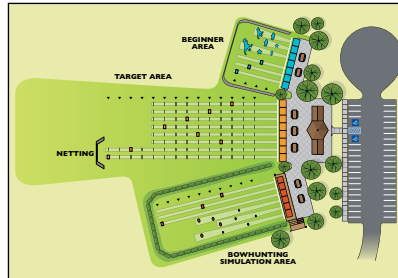 BEGINNER
AREA
TARGET AREA
NETTING
BOWHUNTING
SIMULATION AREA